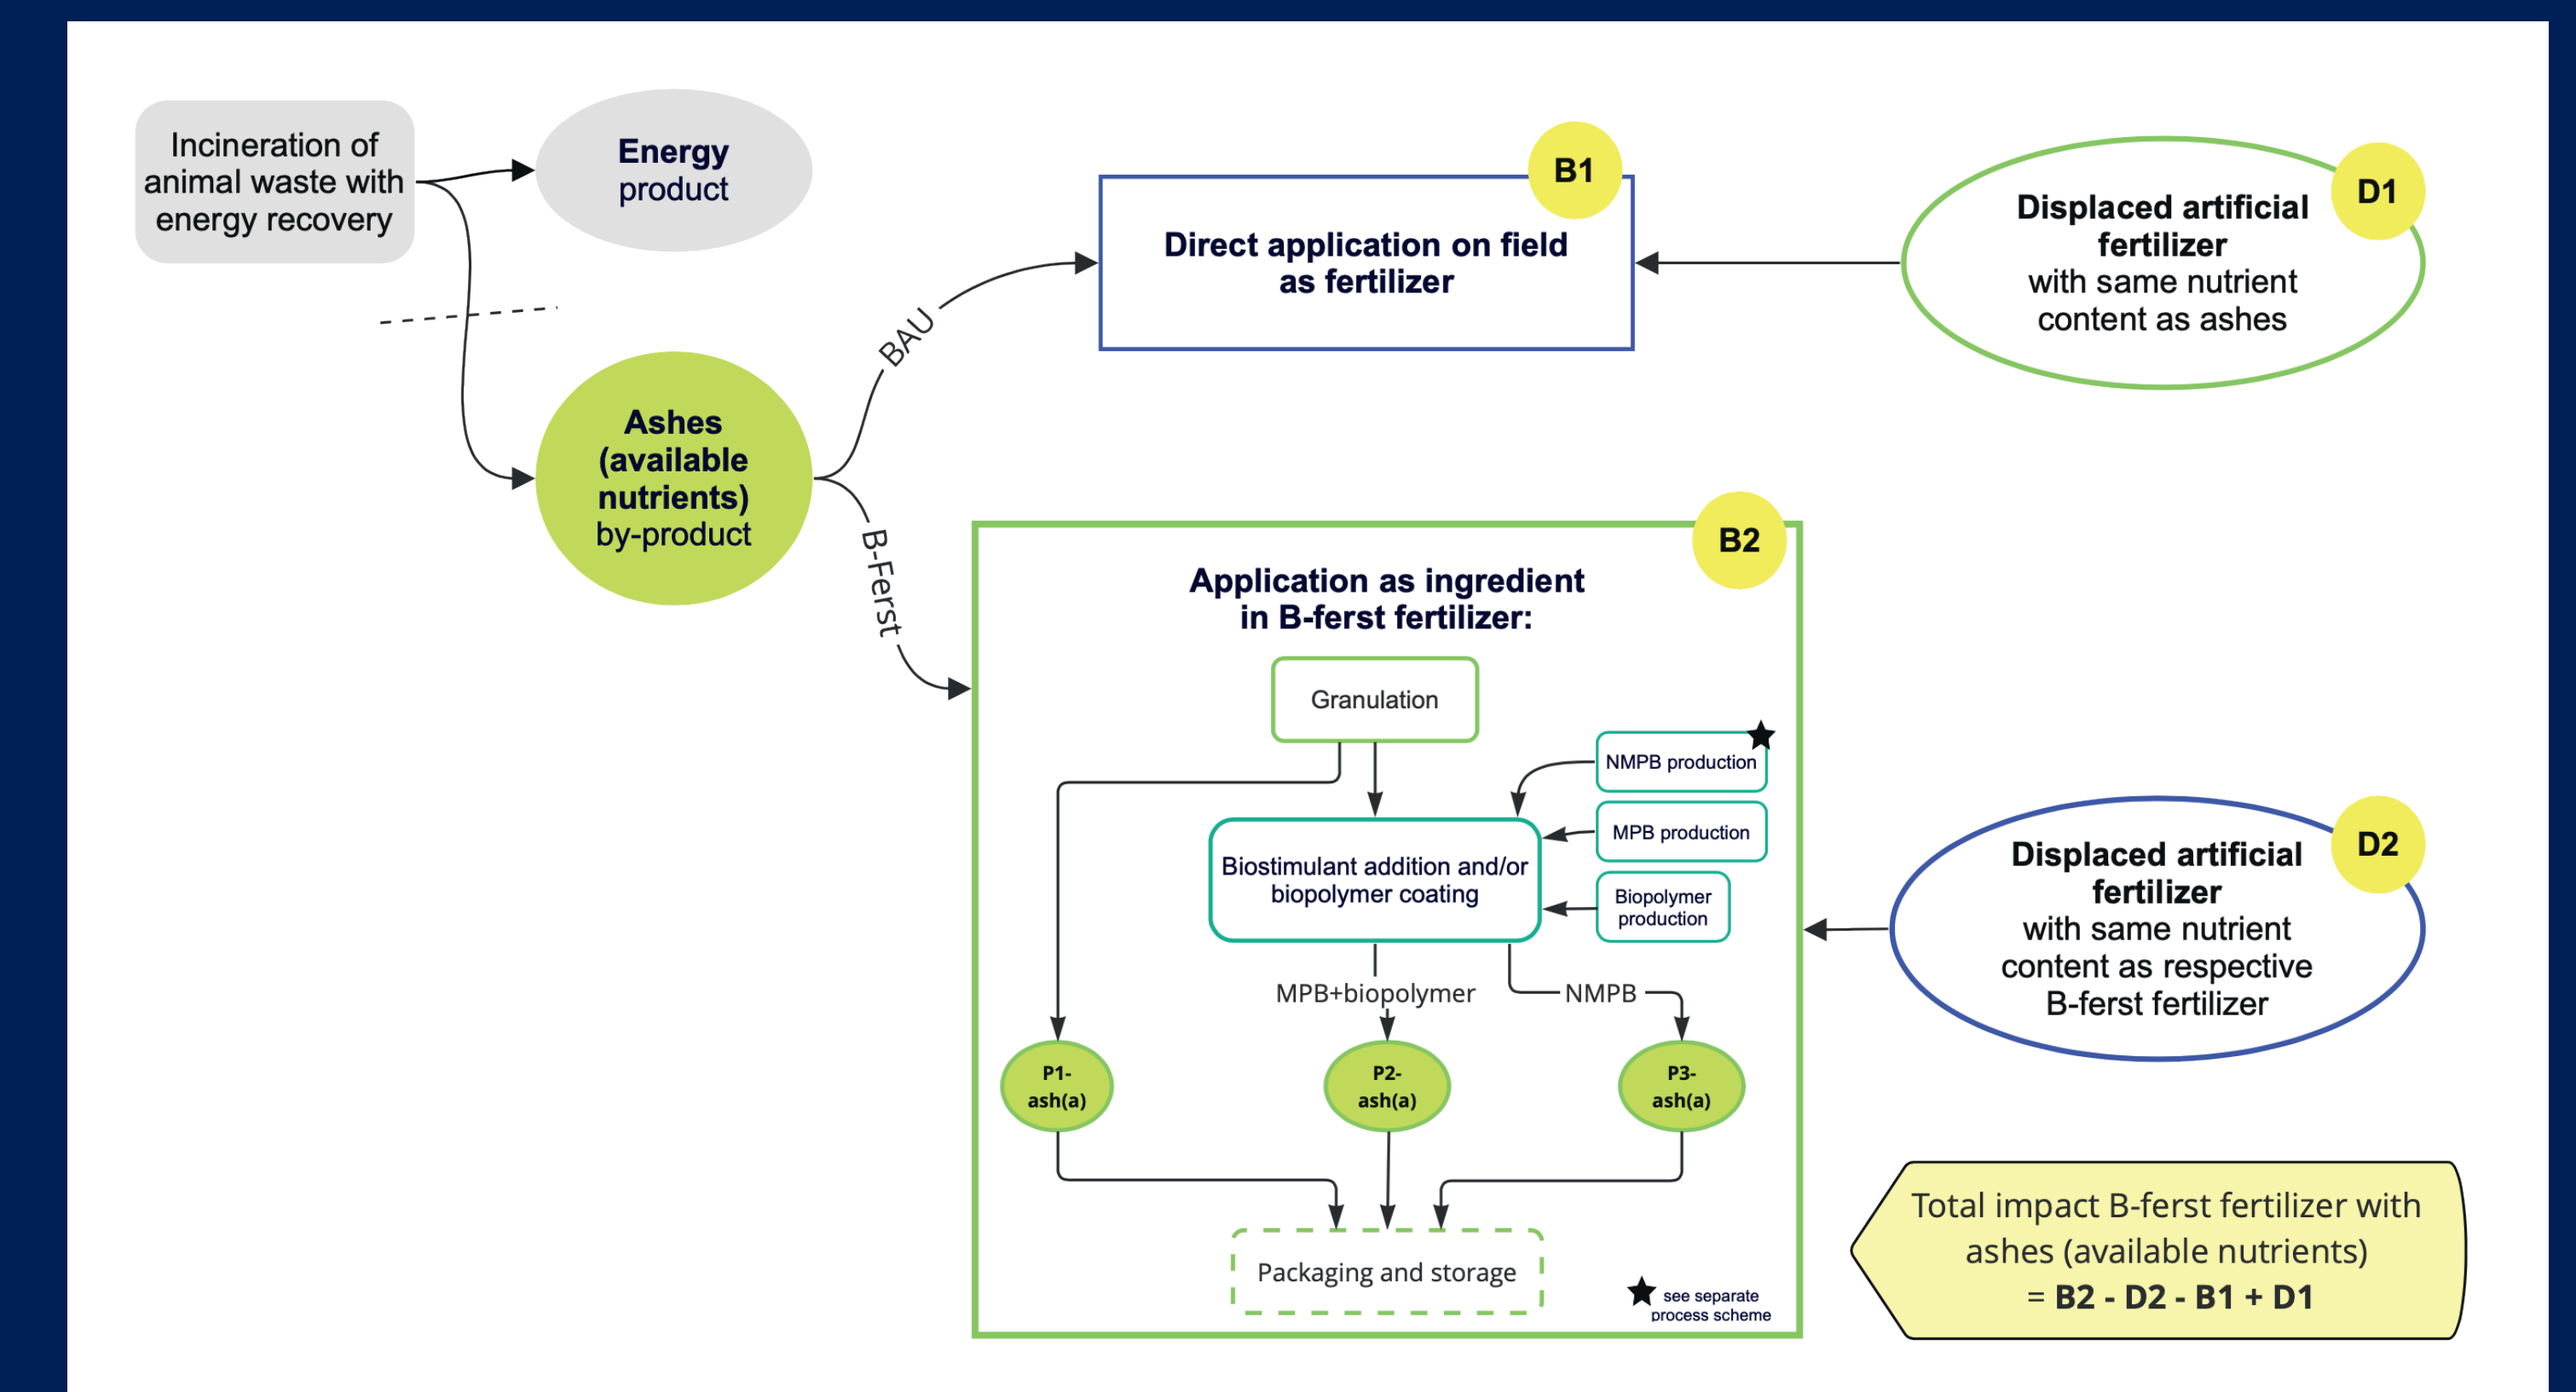 Incineration of
animal waste with
energy recovery
Energy
product
B1
Direct application on field
as fertilizer
D1
Displaced artificial
fertilizer
with same nutrient
content as ashes
BAU
Ashes
(available
nutrients)
by-product
B-Ferst
B2
Application as ingredient
in B-ferst fertilizer:
Granulation
NMPB production
MPB production
Biopolymer
production
Biostimulant addition and/or
biopolymer coating
MPB+biopolymer
NMPB
P1-
ash(a)
P2-
ash(a)
P3-
ash(a)
Packaging and storage
see separate
process scheme
D2
Displaced artificial
fertilizer
with same nutrient
content as respective
B-ferst fertilizer
Total impact B-ferst fertilizer with
ashes (available nutrients)
= B2 - D2 - B1 + D1